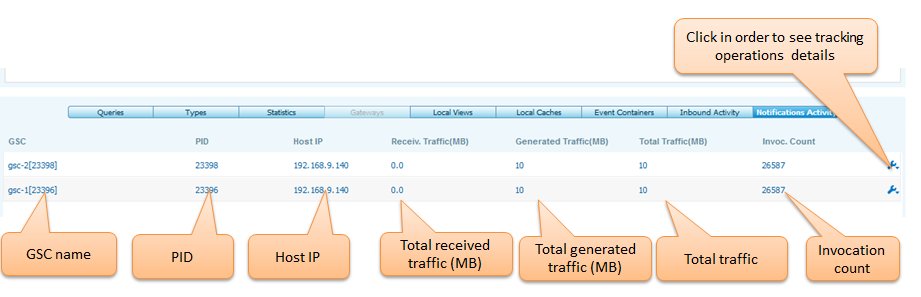 Click in order to see tracking
operations details
Queries Types Statistics Gateways Local Views Local Caches Event Containers Inbound Activity Notifications Activity
GSC PID Host IP Receiv. Traffic(MB) Generated Traffic(MB) Total Traffic(MB) Invoc. Count
gsc-2[23398] 23398 192.168.9.140 0.0 10 10 26587
gsc-1[23396] 23396 192.168.9.140 0.0 10 10 26587
GSC name
PID
Host IP
Total received
traffic (MB)
Total generated
traffic (MB)
Total traffic
Invocation
count